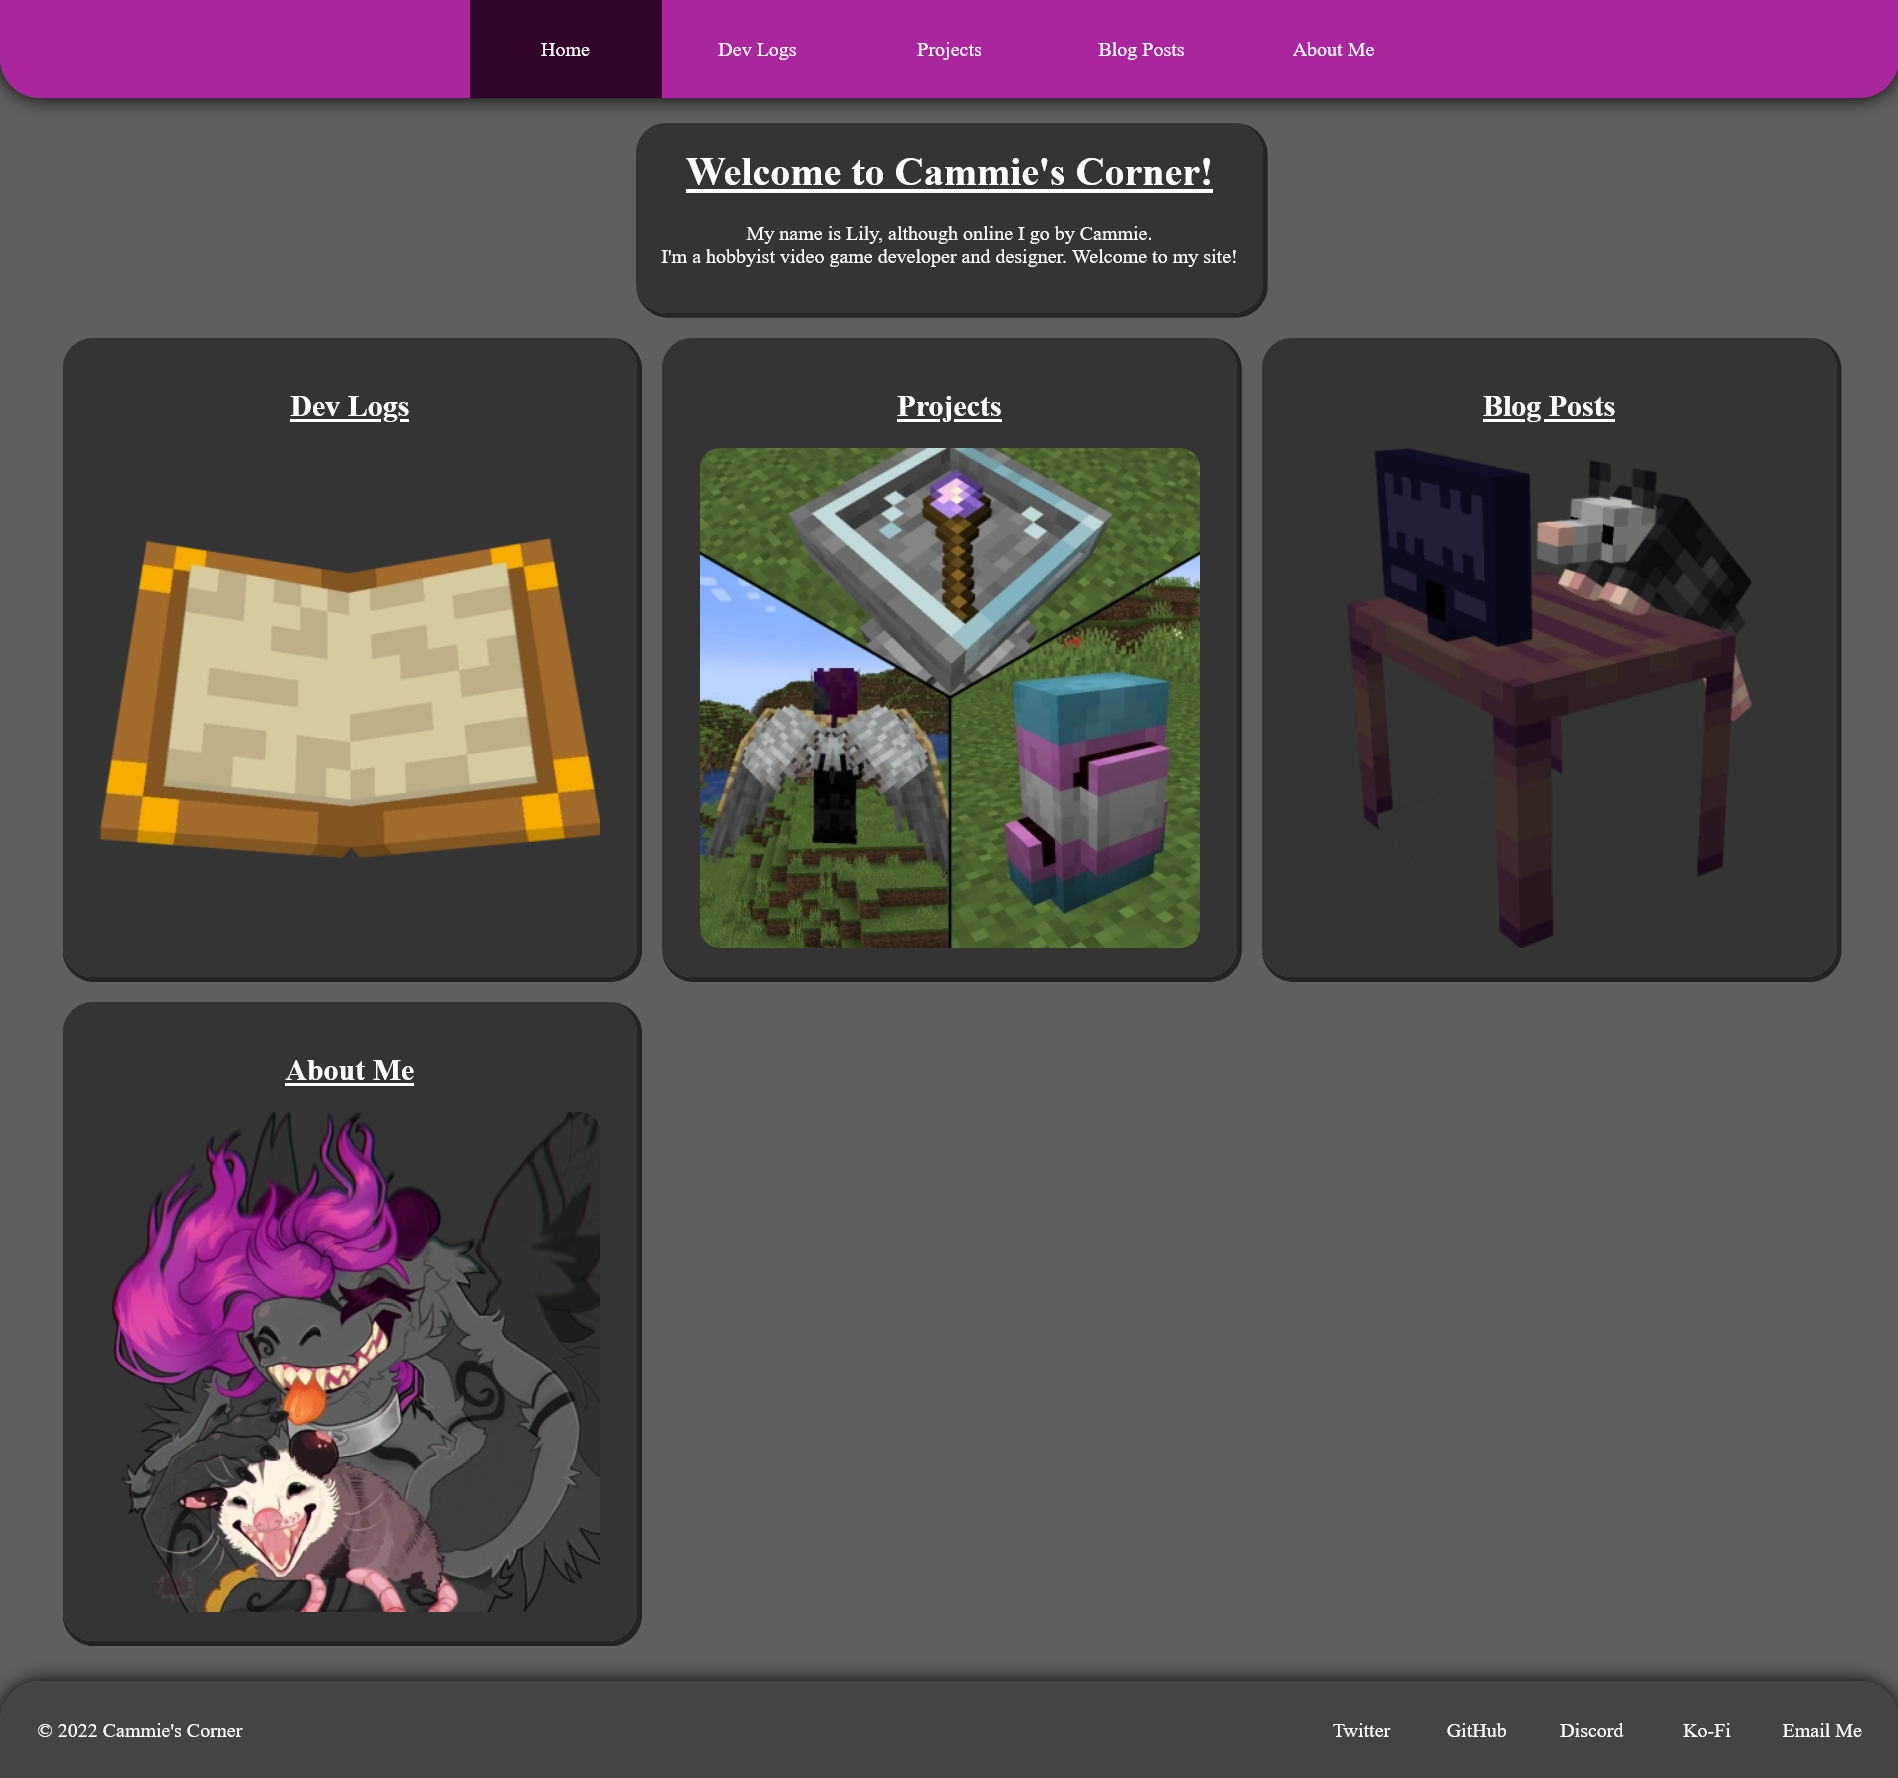 Home
Dev Logs
Projects
Blog Posts
About Me
Welcome to Cammie's Corner!
My name is Lily, although online I go by Cammie.
I'm a hobbyist video game developer and designer. Welcome to my site!
Dev Logs
Projects
Blog Posts
About Me
© 2022 Cammie's Corner
Twitter
GitHub
Discord
Ko-Fi
Email Me